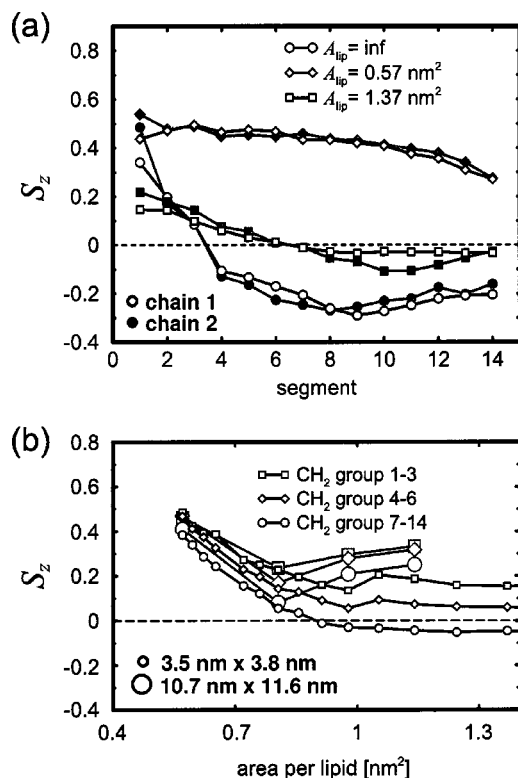 (a)
0.8
0.6
0.4
0.2
0
-0.2
-0.4
S_z
A_lip= inf
A_lip= 0.57 nm²
A_lip= 1.37 nm²
chain 1
chain 2
0 2 4 6 8 10 12 14
segment
(b)
0.8
0.6
0.4
0.2
0
-0.2
-0.4
S_z
CH₂ group 1-3
CH₂ group 4-6
CH₂ group 7-14
3.5 nm x 3.8 nm
10.7 nm x 11.6 nm
0.4 0.7 1 1.3
area per lipid [nm²]